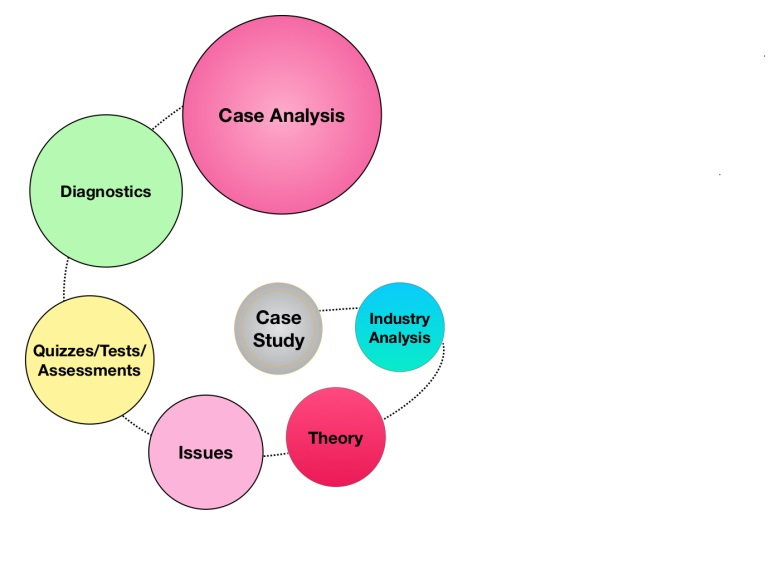 Case Analysis
Diagnostics
Case
Study
Industry
Analysis
Quizzes/Tests/
Assessments
Theory
Issues